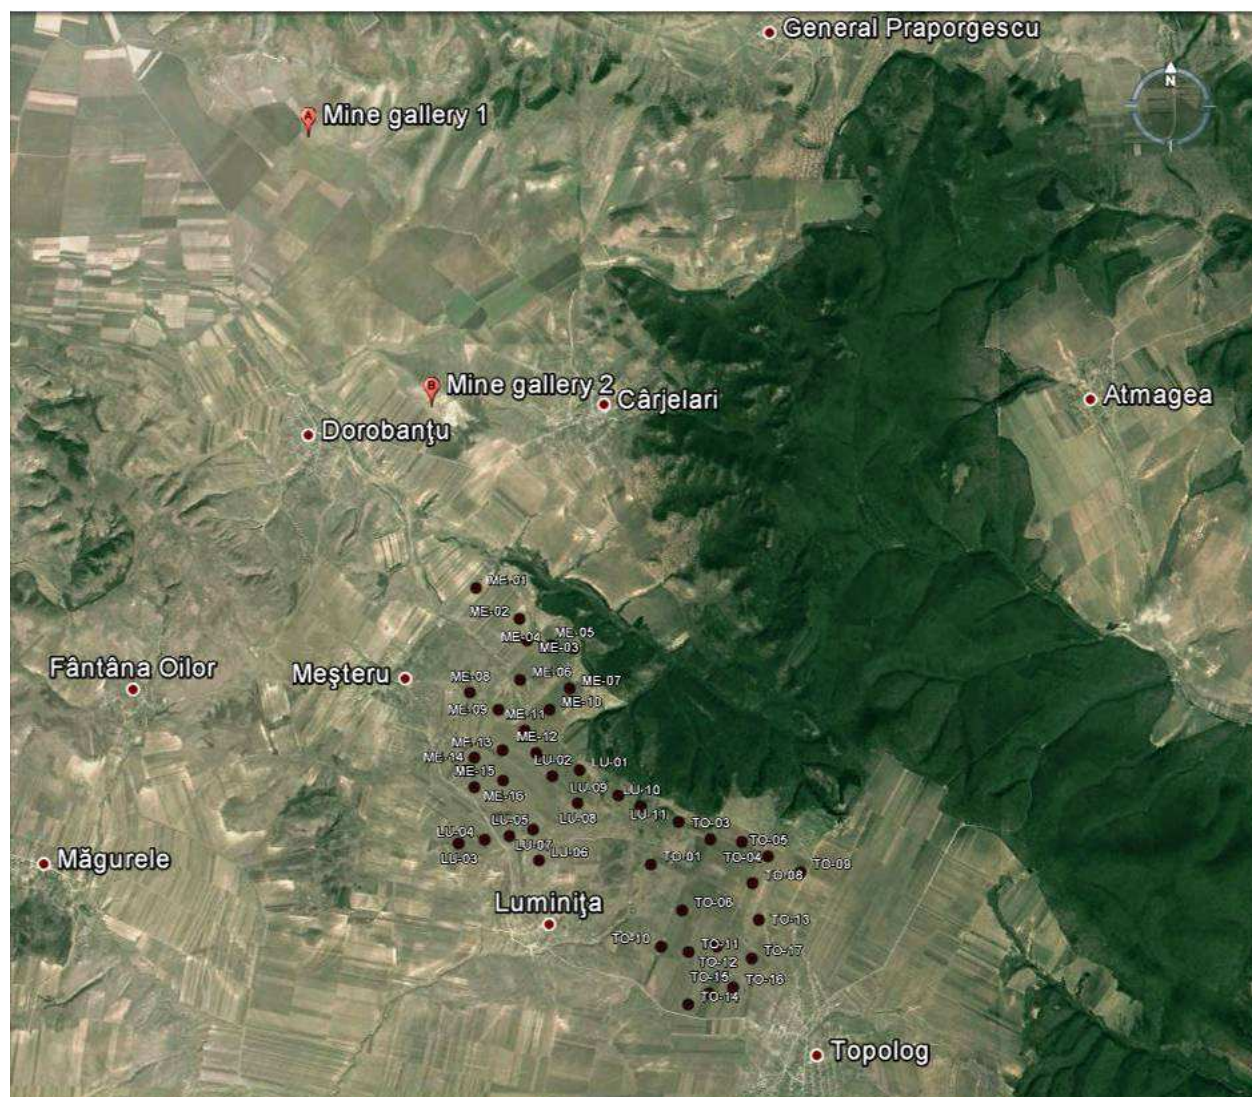 General Praporgescu
N
A Mine gallery 1
B Mine gallery 2
Cârjelari
Atmagea
Dorobanţu
ME-01
ME-02
ME-04
ME-05
ME-03
Fântâna Oilor
Meşteru
ME-08
ME-06
ME-07
ME-09
ME-11
ME-10
ME-12
ME-13
ME-14
LU-02
LU-01
ME-15
ME-16
LU-09
LU-10
LU-08
LU-11
LU-05
LU-04
TO-03
LU-07
TO-05
LU-03
LU-06
TO-01
TO-04
TO-09
Măgurele
TO-08
Luminiţa
TO-06
TO-13
TO-10
TO-11
TO-17
TO-12
TO-15
TO-16
TO-14
Topolog